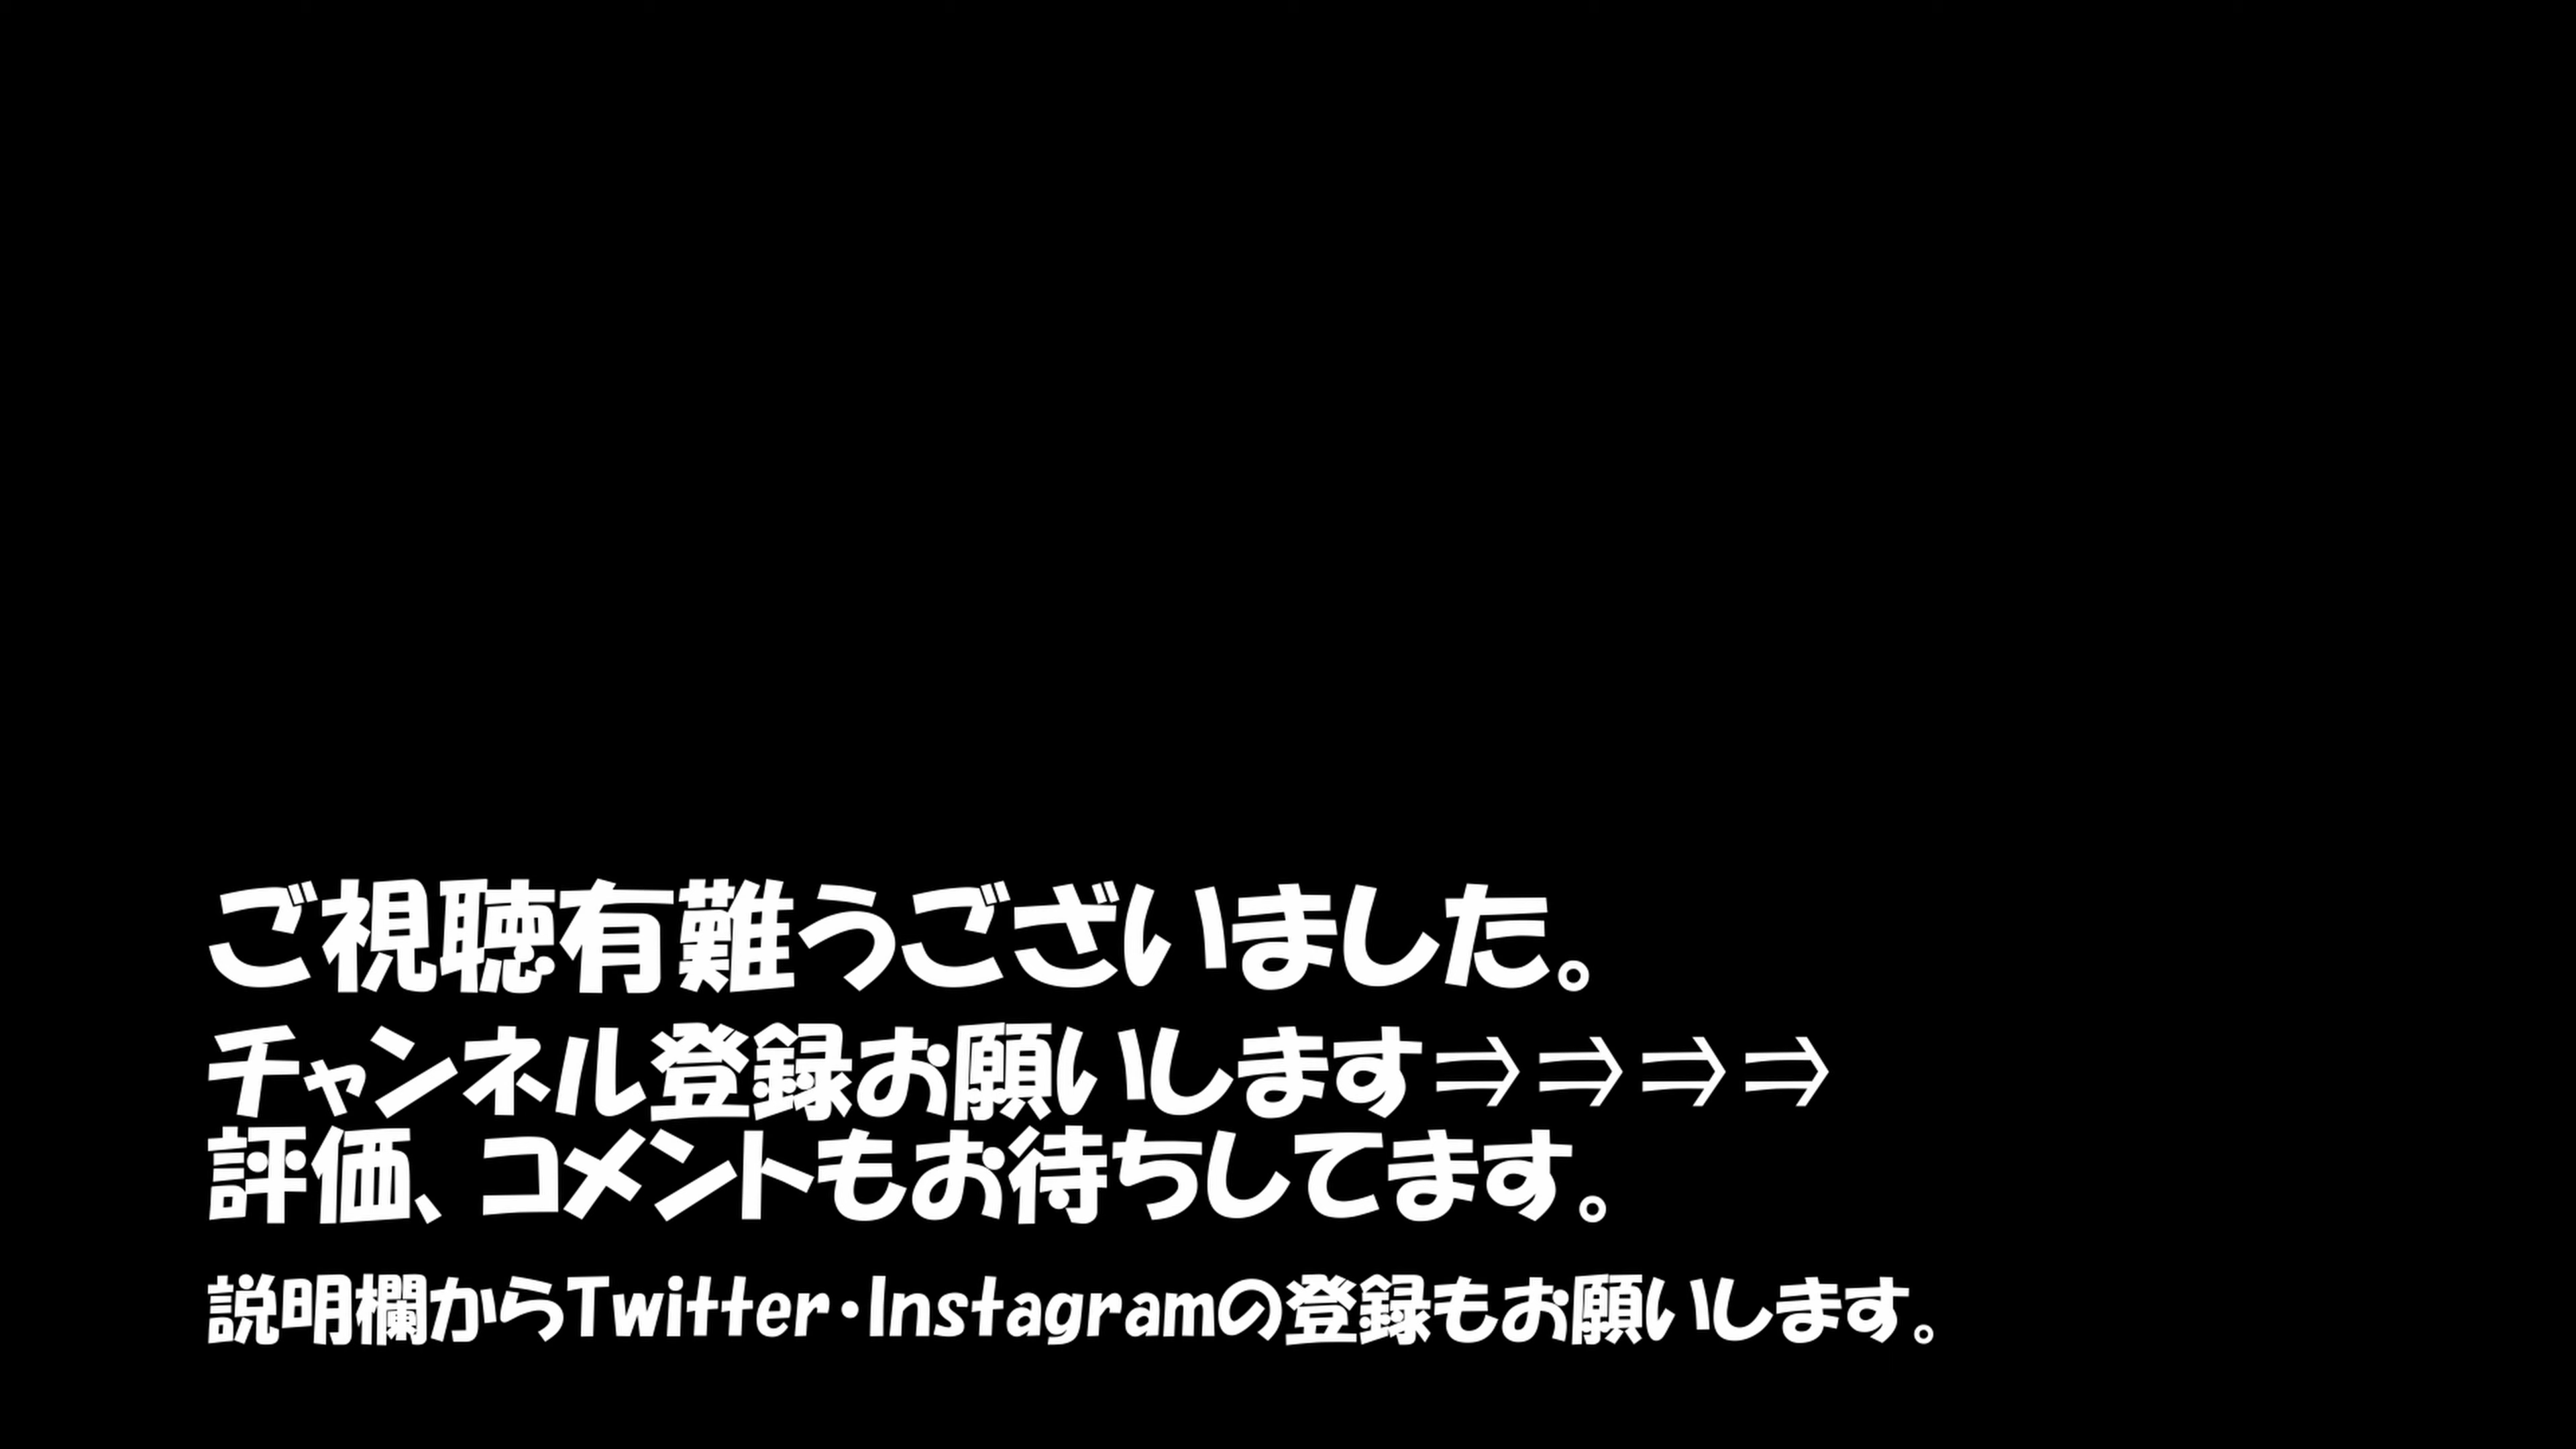 ご視聴有難うございました。
チャンネル登録お願いします⇒⇒⇒⇒
評価、コメントもお待ちしてます。
説明欄からTwitter・Instagramの登録もお願いします。